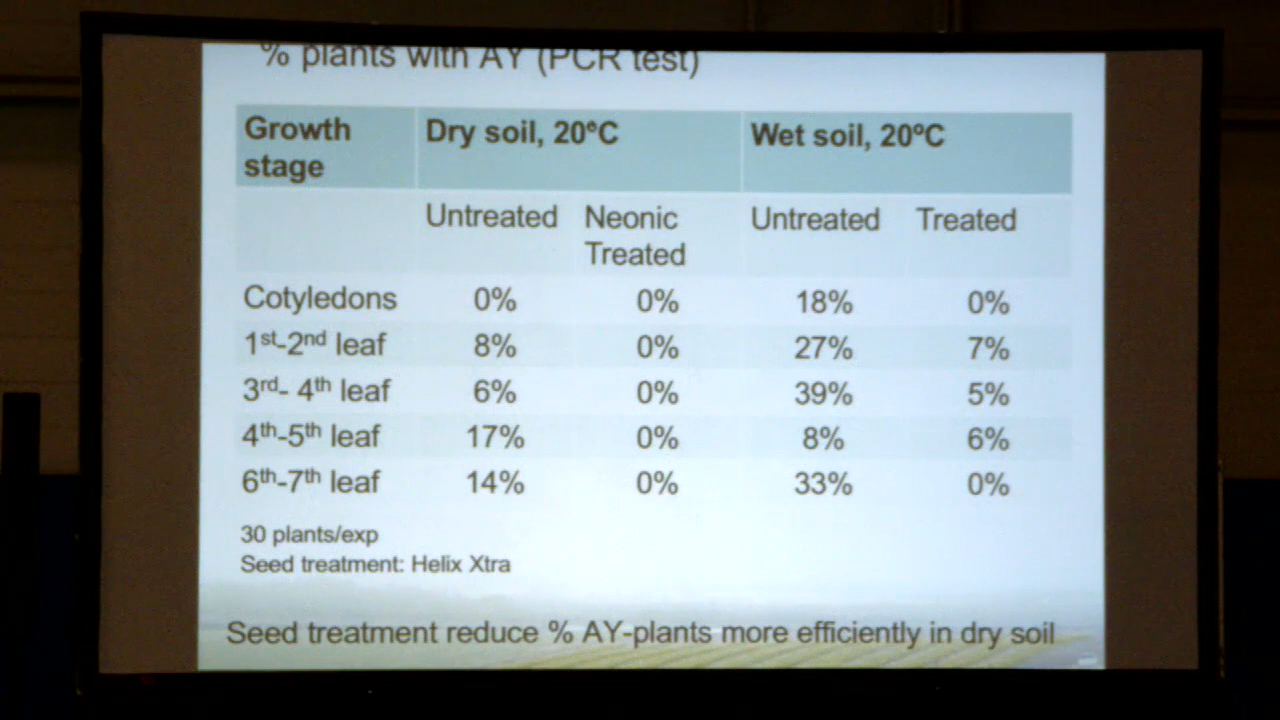 % plants with AY (PCR test)
Growth stage Dry soil, 20ºC Wet soil, 20ºC
Untreated Neonic Treated Untreated Treated
Cotyledons 0% 0% 18% 0%
1st-2nd leaf 8% 0% 27% 7%
3rd- 4th leaf 6% 0% 39% 5%
4th-5th leaf 17% 0% 8% 6%
6th-7th leaf 14% 0% 33% 0%
30 plants/exp
Seed treatment: Helix Xtra
Seed treatment reduce % AY-plants more efficiently in dry soil